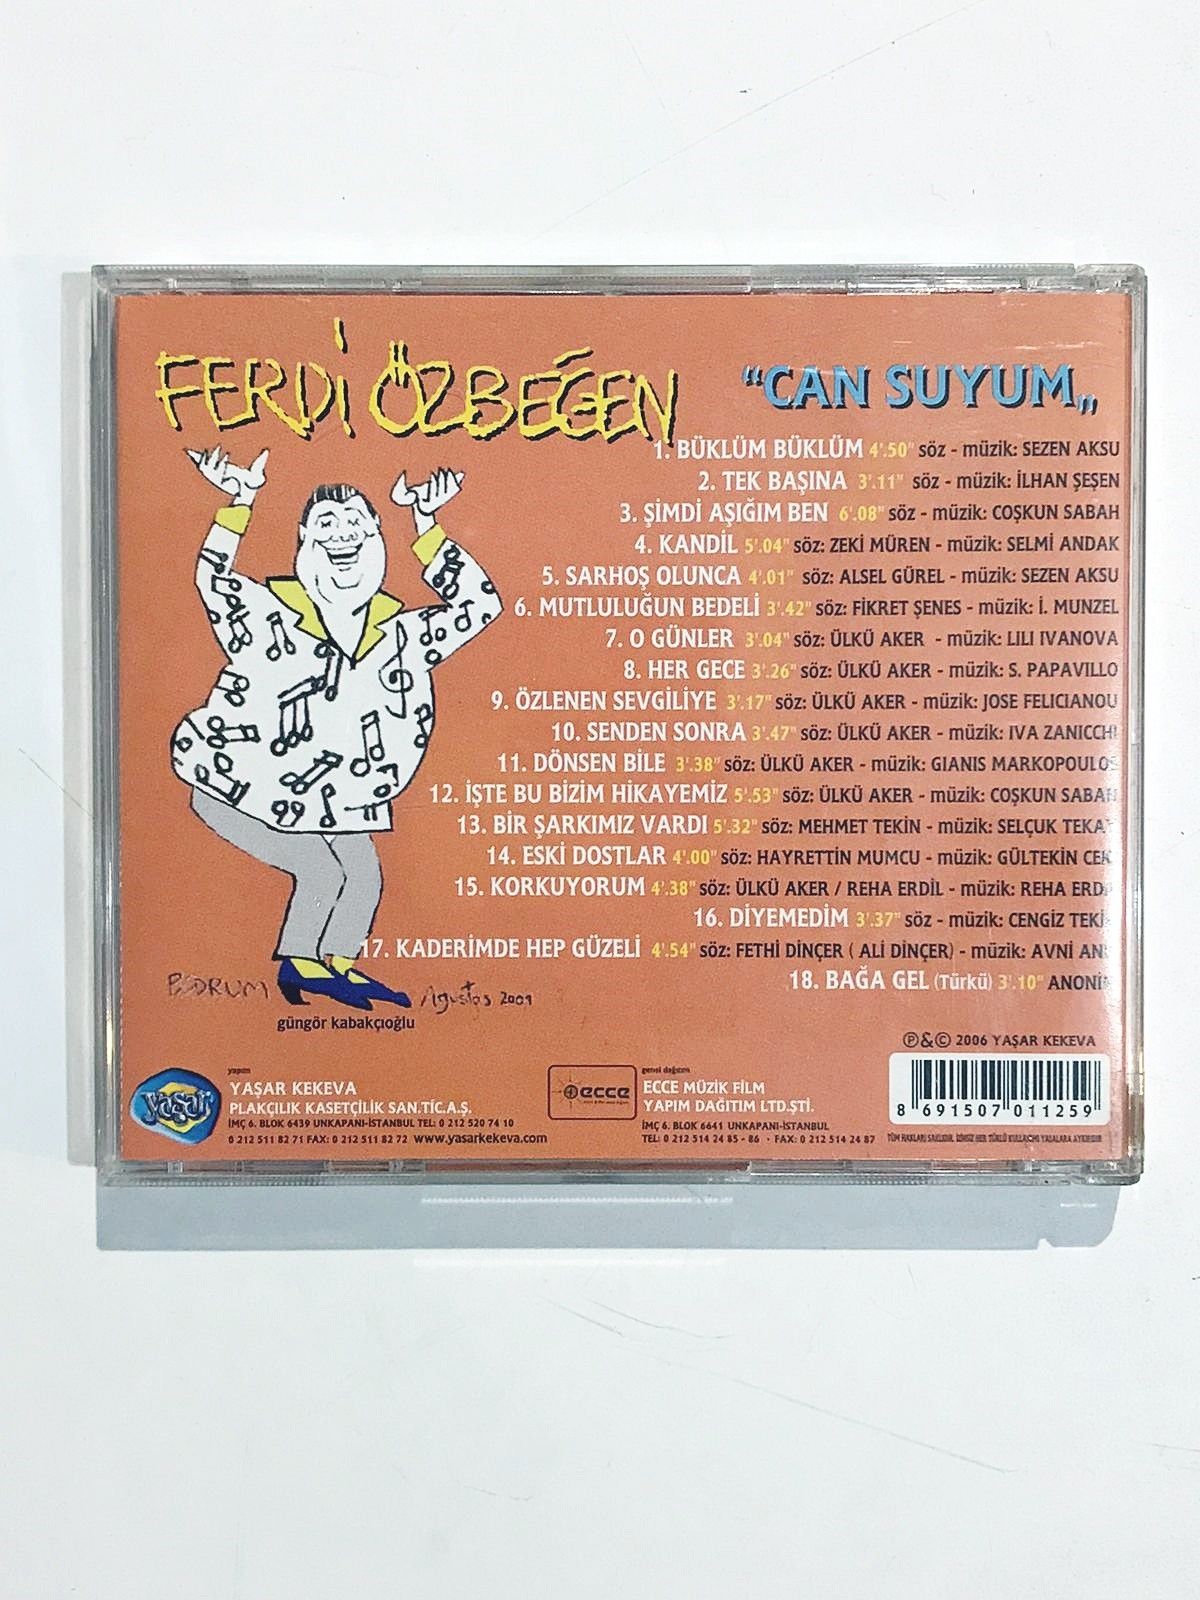 FERDİ ÖZBEĞEN
“CAN SUYUM„
1. BÜKLÜM BÜKLÜM 4'.50" söz - müzik: SEZEN AKSU
2. TEK BAŞINA 3'.11" söz - müzik: İLHAN ŞEŞEN
3. ŞİMDİ AŞIĞIM BEN 6'.08" söz - müzik: COŞKUN SABAH
4. KANDİL 5'.04" söz: ZEKİ MÜREN - müzik: SELMİ ANDAK
5. SARHOŞ OLUNCA 4'.01" söz: ALSEL GÜREL - müzik: SEZEN AKSU
6. MUTLULUĞUN BEDELİ 3'.42" söz: FİKRET ŞENES - müzik: İ. MUNZEL
7. O GÜNLER 3'.04" söz: ÜLKÜ AKER - müzik: LILI IVANOVA
8. HER GECE 3'.26" söz: ÜLKÜ AKER - müzik: S. PAPAVILLO
9. ÖZLENEN SEVGİLİYE 3'.17" söz: ÜLKÜ AKER - müzik: JOSE FELICIANOU
10. SENDEN SONRA 3'.47" söz: ÜLKÜ AKER - müzik: IVA ZANICCHI
11. DÖNSEN BİLE 3'.38" söz: ÜLKÜ AKER - müzik: GIANIS MARKOPOULOS
12. İŞTE BU BİZİM HİKAYEMİZ 5'.53" söz: ÜLKÜ AKER - müzik: COŞKUN SABAH
13. BİR ŞARKIMIZ VARDI 5'.32" söz: MEHMET TEKİN - müzik: SELÇUK
14. ESKİ DOSTLAR 4'.00" söz: HAYRETTİN MUMCU - müzik: GÜLTEKİN
15. KORKUYORUM 4'.38" söz: ÜLKÜ AKER / REHA ERDİL - müzik: REHA
16. DİYEMEDİM 3'.37" söz - müzik: CENGİZ
17. KADERİMDE HEP GÜZELİ 4'.54" söz: FETHİ DİNÇER ( ALİ DİNÇER) - müzik: AVNİ
18. BAĞA GEL (Türkü) 3'.10" ANONİM
BODRUM Ağustos 2001
güngör kabakçıoğlu
℗&© 2006 YAŞAR KEKEVA
yaşar
yapım
YAŞAR KEKEVA
PLAKÇILIK KASETÇİLİK SAN.TİC.A.Ş.
İMÇ 6. BLOK 6439 UNKAPANI-İSTANBUL TEL: 0 212 520 74 10
0 212 511 82 71 FAX: 0 212 511 82 72 www.yasarkekeva.com
ecce
genel dağıtım
ECCE MÜZİK FİLM
YAPIM DAĞITIM LTD.ŞTİ.
İMÇ 6. BLOK 6641 UNKAPANI-İSTANBUL
TEL: 0 212 514 24 85 - 86 · FAX: 0 212 514 24 87
8 691507 011259
TÜM HAKLARI SAKLIDIR. İZİNSİZ HER TÜRLÜ KULLANIMI YASALARA AYKIRIDIR